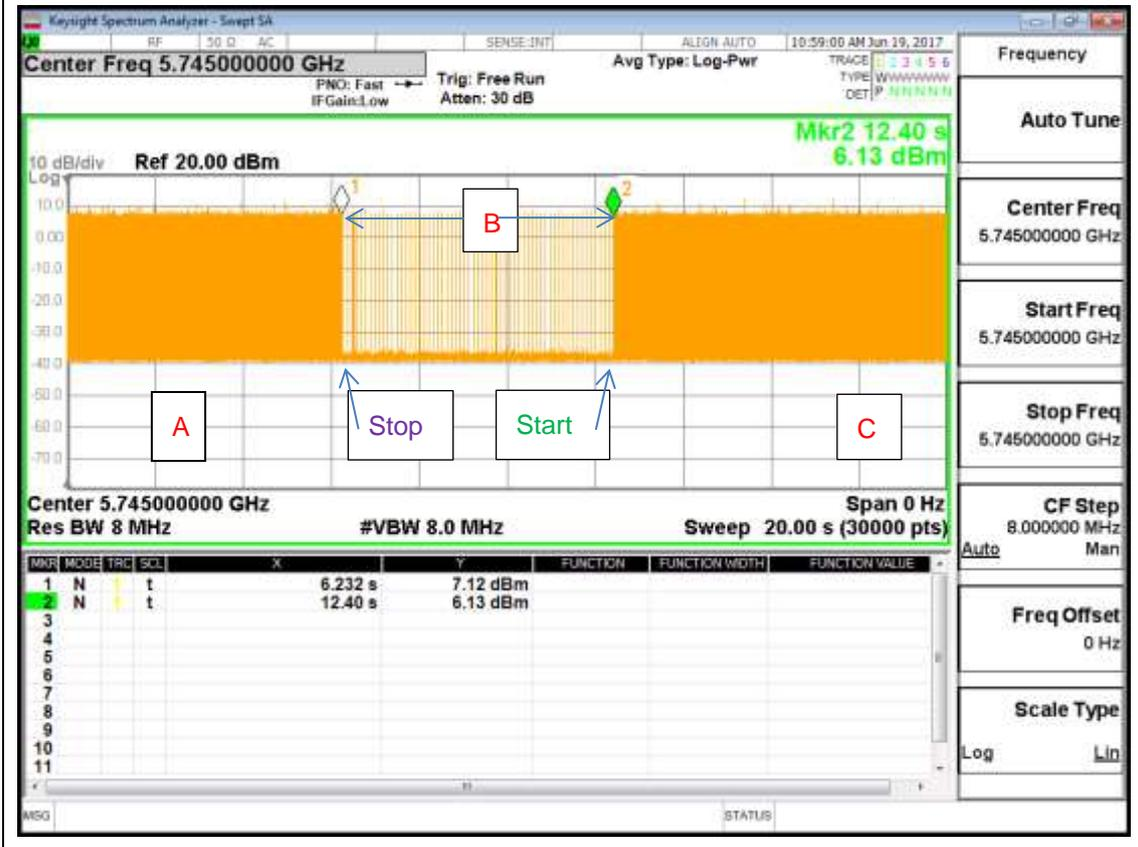 Keysight Spectrum Analyzer - Swept SA
RF 50 Ω AC SENSE:INT ALIGN AUTO 10:59:00 AM Jun 19, 2017
Center Freq 5.745000000 GHz
PNO: Fast
IFGain:Low
Trig: Free Run
Atten: 30 dB
Avg Type: Log-Pwr
TRACE 1 2 3 4 5 6
TYPE WWWWWW
DET P N N N N N
Mkr2 12.40 s
6.13 dBm
10 dB/div Ref 20.00 dBm
Log
10.0
0.00
-10.0
-20.0
-30.0
-40.0
-50.0
-60.0
-70.0
1
2
B
A
Stop
Start
C
Center 5.745000000 GHz Span 0 Hz
Res BW 8 MHz #VBW 8.0 MHz Sweep 20.00 s (30000 pts)
MKR MODE TRC SCL X Y FUNCTION FUNCTION WIDTH FUNCTION VALUE
1 N 1 t 6.232 s 7.12 dBm
2 N 1 t 12.40 s 6.13 dBm
3
4
5
6
7
8
9
10
11
MSG STATUS
Frequency
Auto Tune
Center Freq
5.745000000 GHz
Start Freq
5.745000000 GHz
Stop Freq
5.745000000 GHz
CF Step
8.000000 MHz
Auto Man
Freq Offset
0 Hz
Scale Type
Log Lin